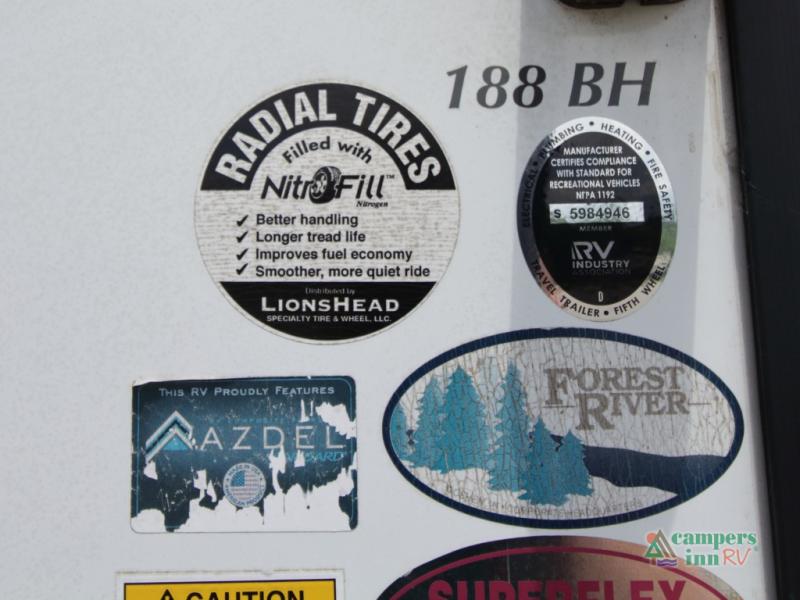 188 BH
RADIAL TIRES
Filled with
NitroFill™
Nitrogen
✓ Better handling
✓ Longer tread life
✓ Improves fuel economy
✓ Smoother, more quiet ride
Distributed by
LIONSHEAD
SPECIALTY TIRE & WHEEL, LLC.
ELECTRICAL • PLUMBING • HEATING • FIRE SAFETY
MANUFACTURER
CERTIFIES COMPLIANCE
WITH STANDARD FOR
RECREATIONAL VEHICLES
NFPA 1192
S 5984946
MEMBER
RV
INDUSTRY
ASSOCIATION
D
TRAVEL TRAILER • FIFTH WHEEL
THIS RV PROUDLY FEATURES
AZDEL
FOREST
RIVER
CORPORATE HEADQUARTERS
CAUTION
SUPERFLEX
campers
inn RV